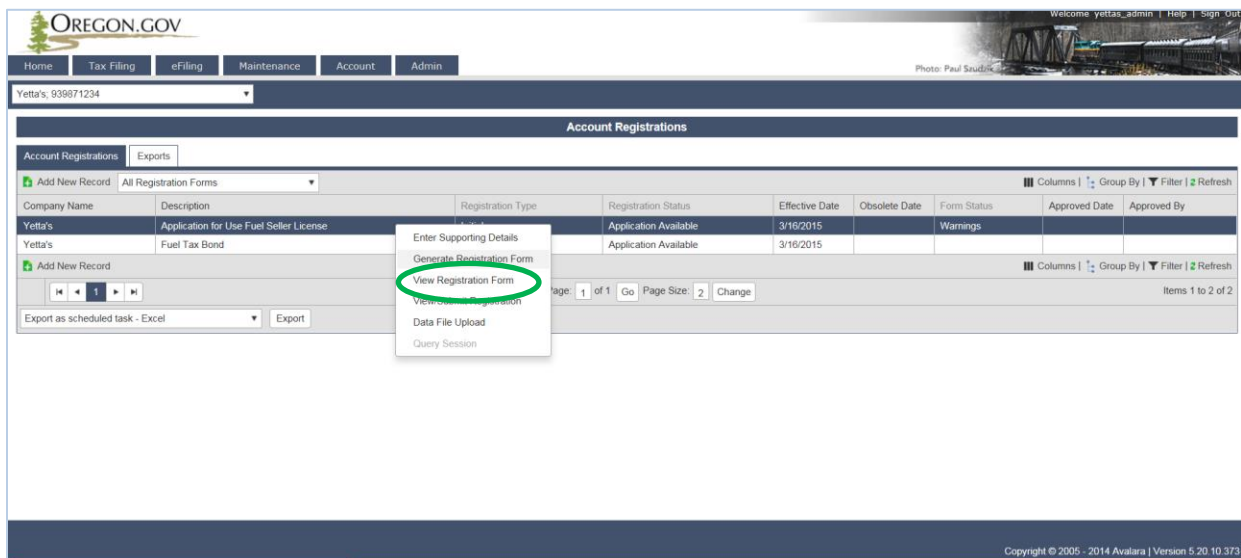 Welcome yettas_admin | Help | Sign Out
OREGON.GOV
Home Tax Filing eFiling Maintenance Account Admin
Photo: Paul Szudzik
Yetta's; 939871234
Account Registrations
Account Registrations Exports
Add New Record All Registration Forms Columns | Group By | Filter | Refresh
Company Name Description Registration Type Registration Status Effective Date Obsolete Date Form Status Approved Date Approved By
Yetta's Application for Use Fuel Seller License Application Available 3/16/2015 Warnings
Yetta's Fuel Tax Bond Application Available 3/16/2015
Enter Supporting Details
Generate Registration Form
View Registration Form
View/Submit Registration
Data File Upload
Query Session
Add New Record Columns | Group By | Filter | Refresh
1 Page: 1 of 1 Go Page Size: 2 Change Items 1 to 2 of 2
Export as scheduled task - Excel Export
Copyright © 2005 - 2014 Avalara | Version 5.20.10.373